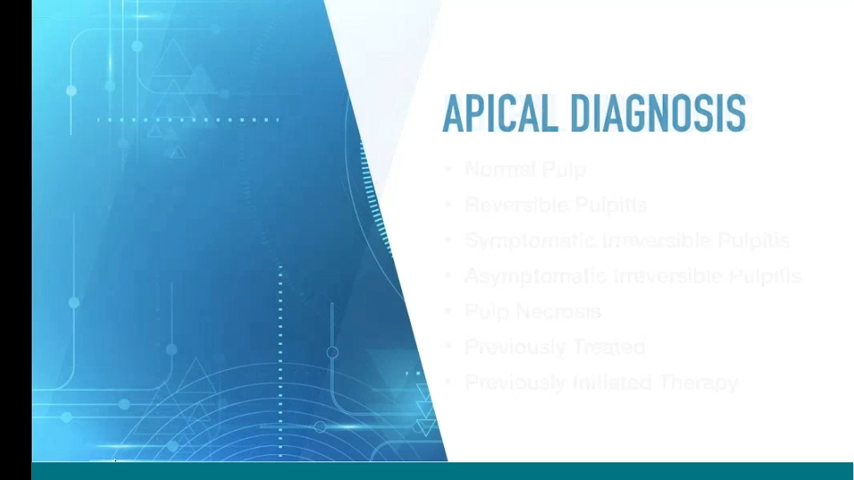 APICAL DIAGNOSIS
• Normal Pulp
• Reversible Pulpitis
• Symptomatic Irreversible Pulpitis
• Asymptomatic Irreversible Pulpitis
• Pulp Necrosis
• Previously Treated
• Previously Initiated Therapy